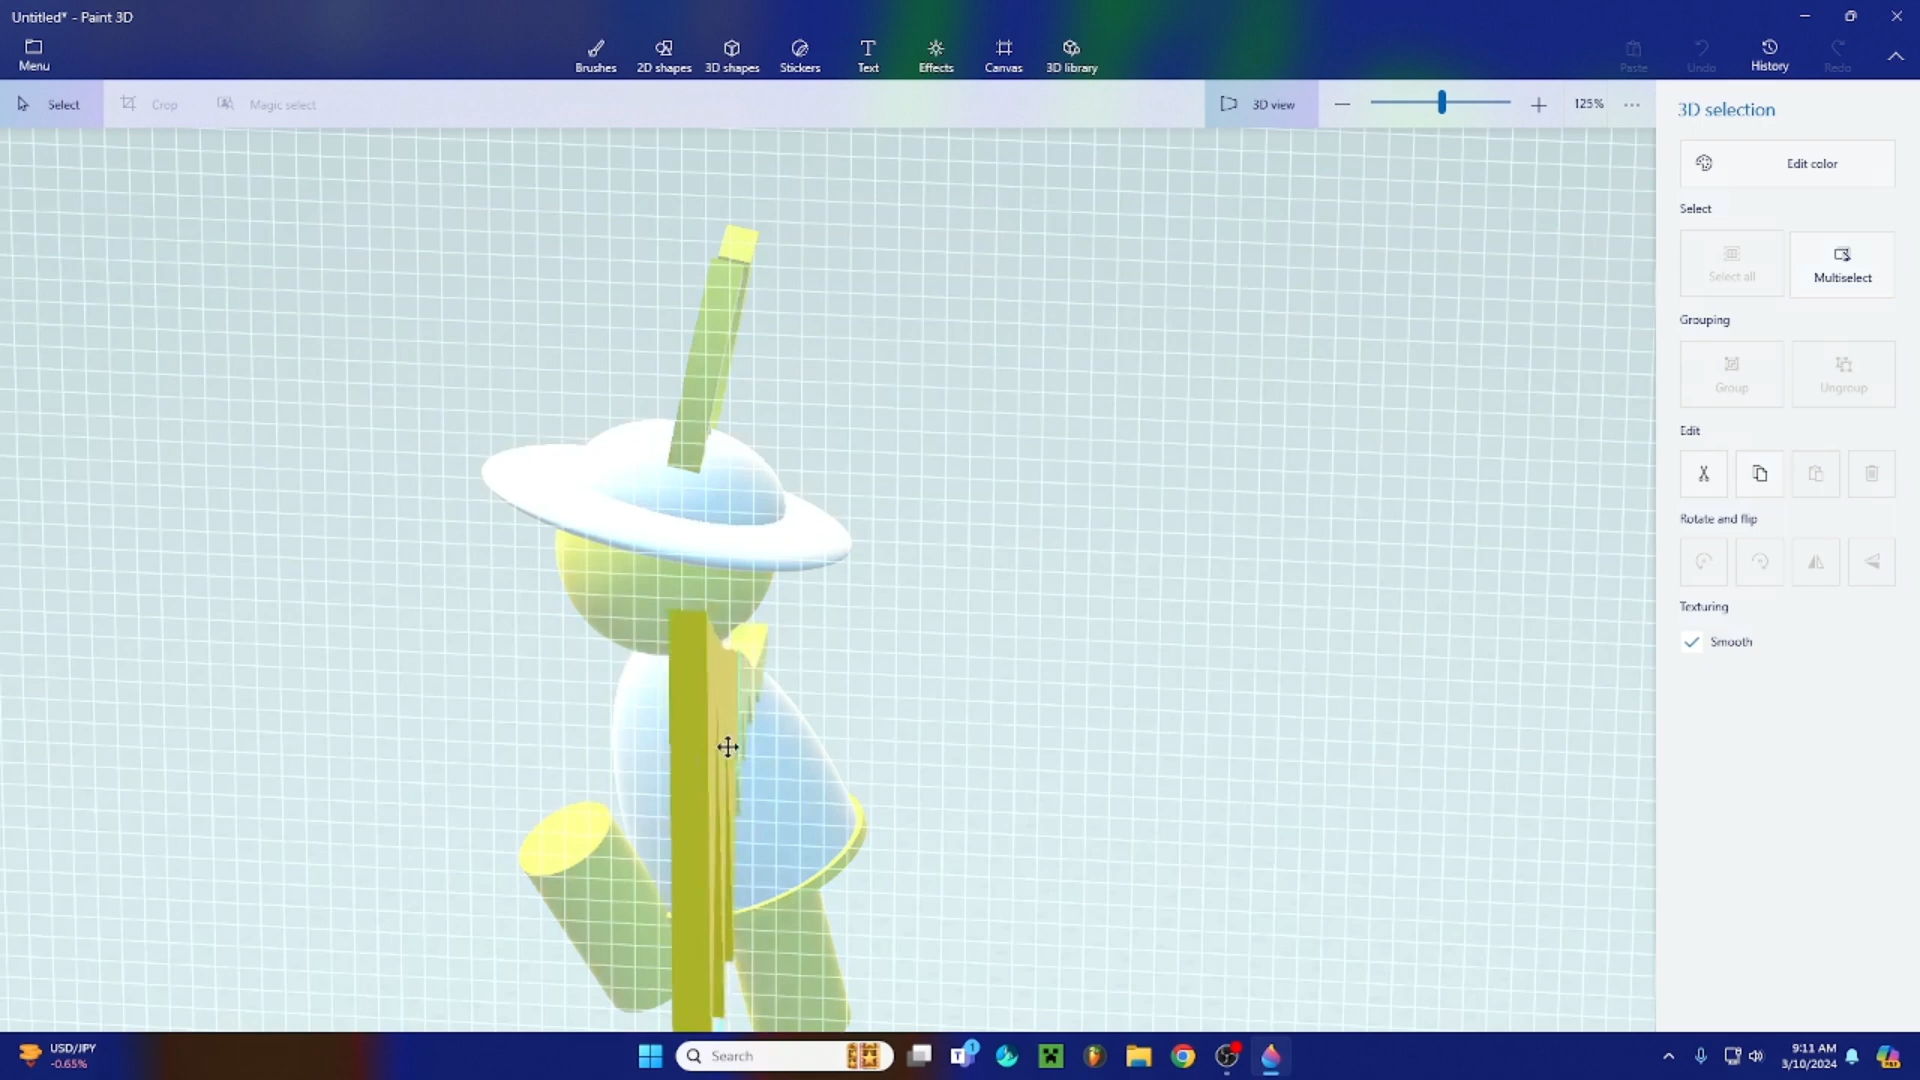 Untitled* - Paint 3D
Menu
Brushes
2D shapes
3D shapes
Stickers
Text
Effects
Canvas
3D library
Paste
Undo
History
Redo
Select
Crop
Magic select
3D view
125%
3D selection
Edit color
Select
Select all
Multiselect
Grouping
Group
Ungroup
Edit
Rotate and flip
Texturing
Smooth
USD/JPY
-0.65%
Search
9:11 AM
3/10/2024